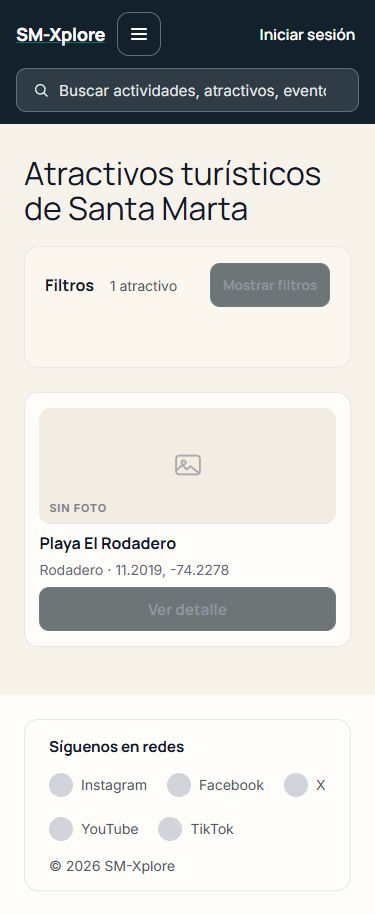 SM-Xplore
Iniciar sesión
Buscar actividades, atractivos, evento
Atractivos turísticos
de Santa Marta
Filtros
1 atractivo
Mostrar filtros
SIN FOTO
Playa El Rodadero
Rodadero · 11.2019, -74.2278
Ver detalle
Síguenos en redes
Instagram
Facebook
X
YouTube
TikTok
© 2026 SM-Xplore